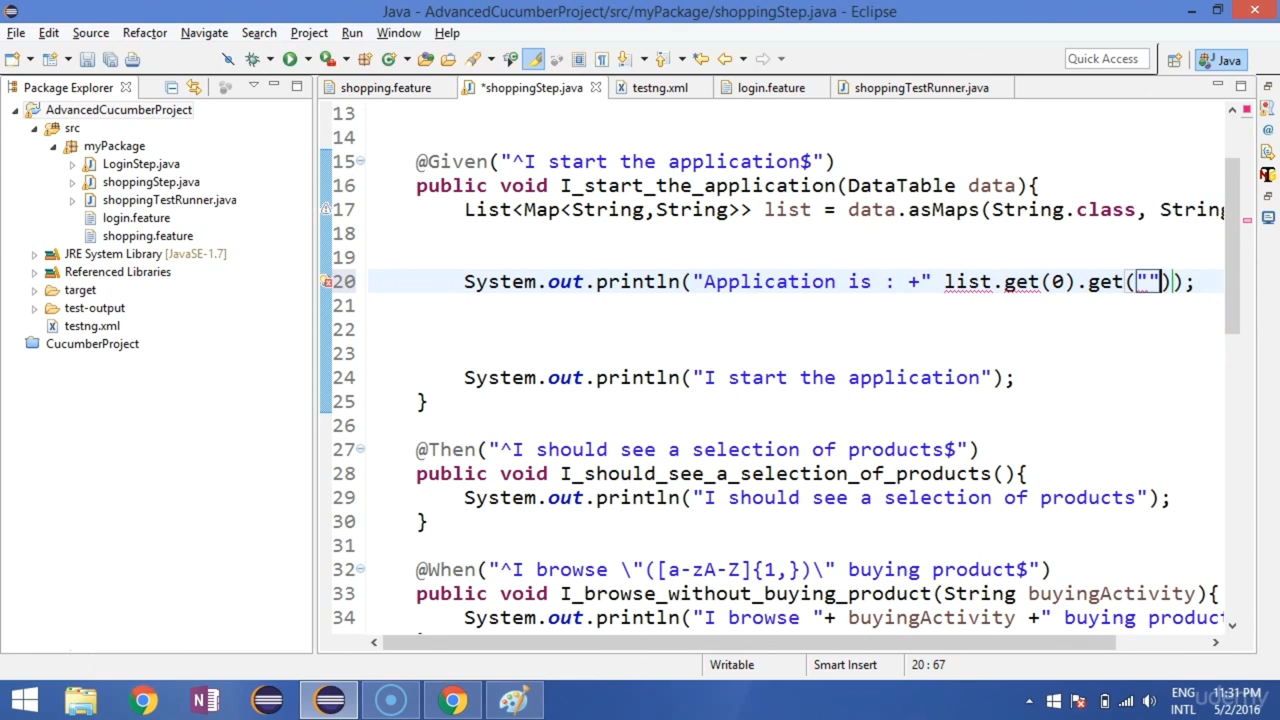 Java - AdvancedCucumberProject/src/myPackage/shoppingStep.java - Eclipse
File Edit Source Refactor Navigate Search Project Run Window Help
Quick Access
Java
Package Explorer
shopping.feature
*shoppingStep.java
testng.xml
login.feature
shoppingTestRunner.java
AdvancedCucumberProject
src
myPackage
LoginStep.java
shoppingStep.java
shoppingTestRunner.java
login.feature
shopping.feature
JRE System Library [JavaSE-1.7]
Referenced Libraries
target
test-output
testng.xml
CucumberProject
13
14
15 @Given("^I start the application$")
16 public void I_start_the_application(DataTable data){
17 List<Map<String,String>> list = data.asMaps(String.class, String
18
19
20 System.out.println("Application is : +" list.get(0).get(""));
21
22
23
24 System.out.println("I start the application");
25 }
26
27 @Then("^I should see a selection of products$")
28 public void I_should_see_a_selection_of_products(){
29 System.out.println("I should see a selection of products");
30 }
31
32 @When("^I browse \"([a-zA-Z]{1,})\" buying product$")
33 public void I_browse_without_buying_product(String buyingActivity){
34 System.out.println("I browse "+ buyingActivity +" buying product
Writable
Smart Insert
20 : 67
ENG 11:31 PM
INTL 5/2/2016
udemy